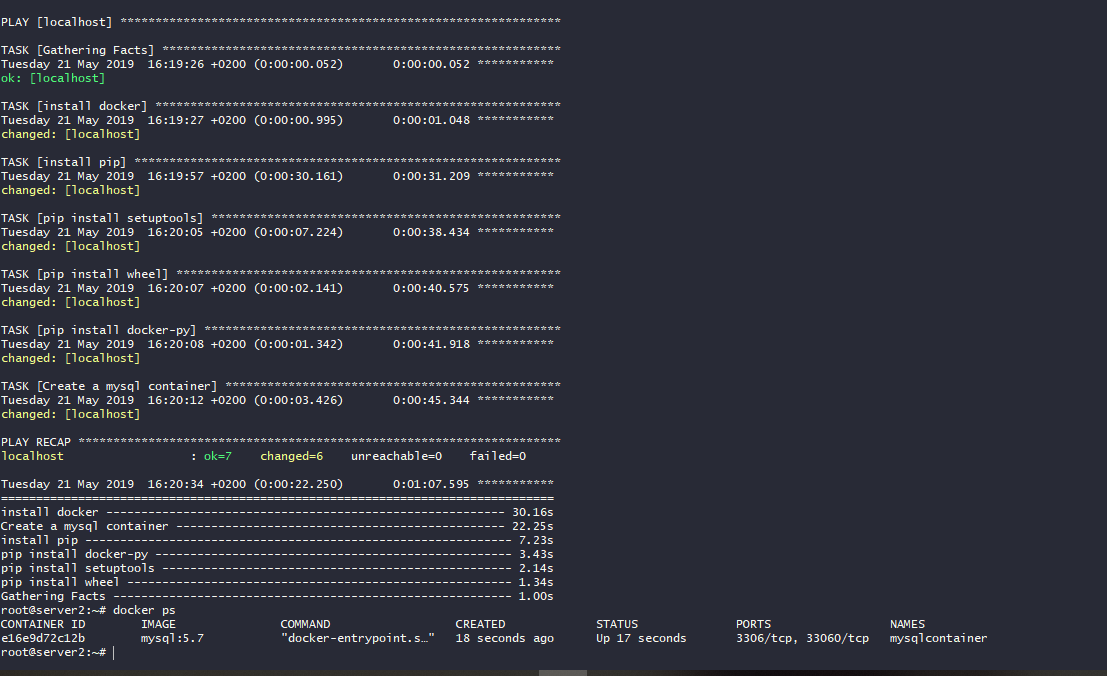 PLAY [localhost] ***************************************************************
TASK [Gathering Facts] *********************************************************
Tuesday 21 May 2019  16:19:26 +0200 (0:00:00.052)       0:00:00.052 ***********
ok: [localhost]
TASK [install docker] **********************************************************
Tuesday 21 May 2019  16:19:27 +0200 (0:00:00.995)       0:00:01.048 ***********
changed: [localhost]
TASK [install pip] *************************************************************
Tuesday 21 May 2019  16:19:57 +0200 (0:00:30.161)       0:00:31.209 ***********
changed: [localhost]
TASK [pip install setuptools] **************************************************
Tuesday 21 May 2019  16:20:05 +0200 (0:00:07.224)       0:00:38.434 ***********
changed: [localhost]
TASK [pip install wheel] *******************************************************
Tuesday 21 May 2019  16:20:07 +0200 (0:00:02.141)       0:00:40.575 ***********
changed: [localhost]
TASK [pip install docker-py] ***************************************************
Tuesday 21 May 2019  16:20:08 +0200 (0:00:01.342)       0:00:41.918 ***********
changed: [localhost]
TASK [Create a mysql container] ************************************************
Tuesday 21 May 2019  16:20:12 +0200 (0:00:03.426)       0:00:45.344 ***********
changed: [localhost]
PLAY RECAP *********************************************************************
localhost                  : ok=7    changed=6    unreachable=0    failed=0
Tuesday 21 May 2019  16:20:34 +0200 (0:00:22.250)       0:01:07.595 ***********
===============================================================================
install docker --------------------------------------------------------- 30.16s
Create a mysql container ----------------------------------------------- 22.25s
install pip ------------------------------------------------------------- 7.23s
pip install docker-py --------------------------------------------------- 3.43s
pip install setuptools -------------------------------------------------- 2.14s
pip install wheel ------------------------------------------------------- 1.34s
Gathering Facts --------------------------------------------------------- 1.00s
root@server2:~# docker ps
CONTAINER ID        IMAGE               COMMAND                  CREATED             STATUS              PORTS                 NAMES
e16e9d72c12b        mysql:5.7           "docker-entrypoint.s…"   18 seconds ago      Up 17 seconds       3306/tcp, 33060/tcp   mysqlcontainer
root@server2:~#